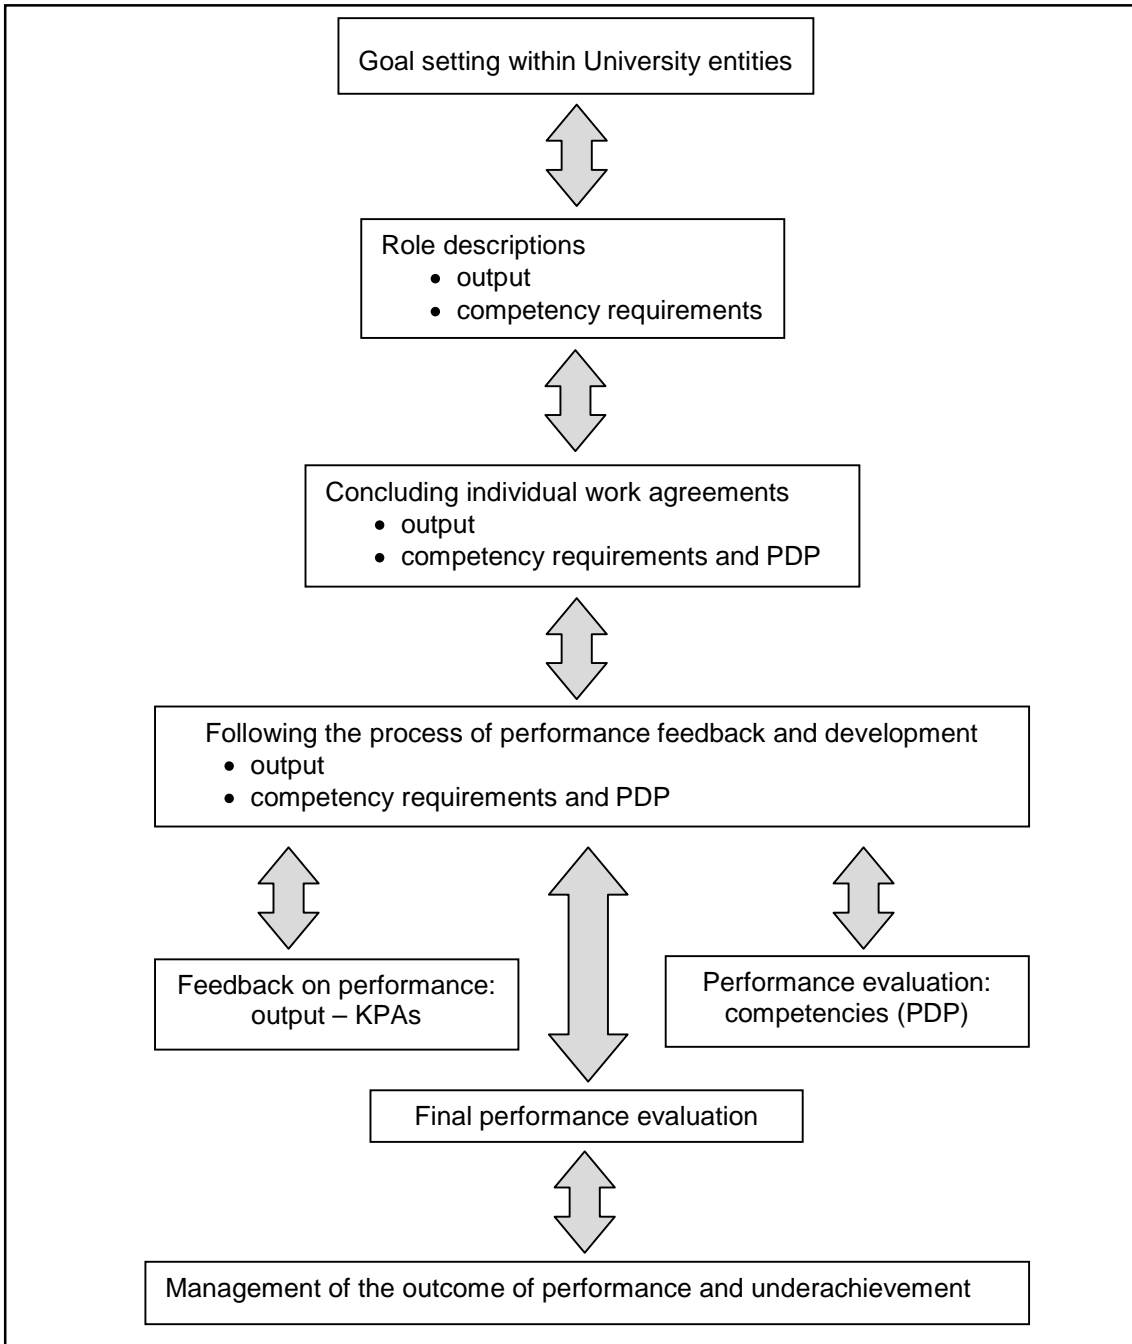 Goal setting within University entities
Role descriptions
• output
• competency requirements
Concluding individual work agreements
• output
• competency requirements and PDP
Following the process of performance feedback and development
• output
• competency requirements and PDP
Feedback on performance:
output – KPAs
Performance evaluation:
competencies (PDP)
Final performance evaluation
Management of the outcome of performance and underachievement